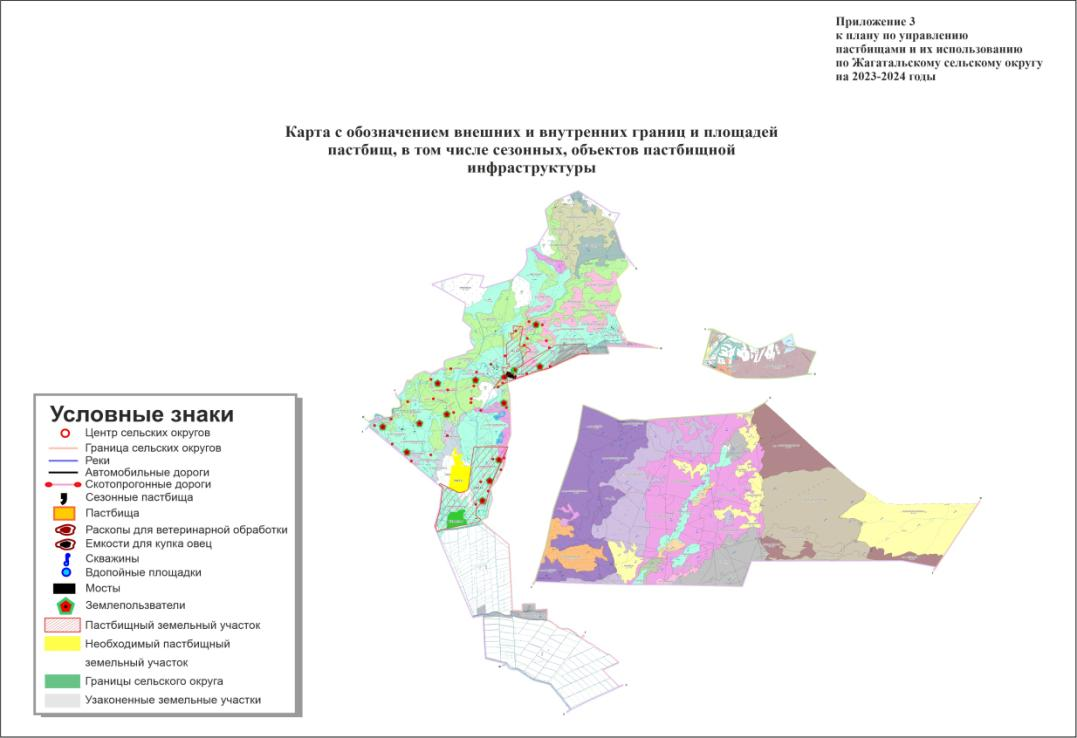 Приложение 3
к плану по управлению
пастбищами и их использованию
по Жагатальскому сельскому округу
на 2023-2024 годы
Карта с обозначением внешних и внутренних границ и площадей
пастбищ, в том числе сезонных, объектов пастбищной
инфраструктуры
Условные знаки
Центр сельских округов
Граница сельских округов
Реки
Автомобильные дороги
Скотопрогонные дороги
Сезонные пастбища
Пастбища
Расколы для ветеринарной обработки
Емкости для купка овец
Скважины
Вдопойные площадки
Мосты
Землепользватели
Пастбищный земельный участок
Необходимый пастбищный
земельный участок
Границы сельского округа
Узаконенные земельные участки